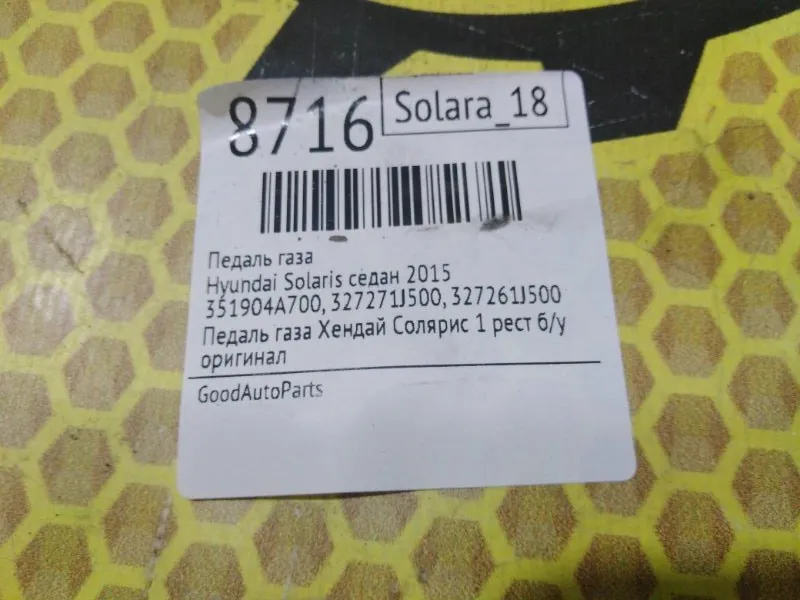 8716
Solara_18
Педаль газа
Hyundai Solaris седан 2015
351904A700, 327271J500, 327261J500
Педаль газа Хендай Солярис 1 рест б/у
оригинал
GoodAutoParts